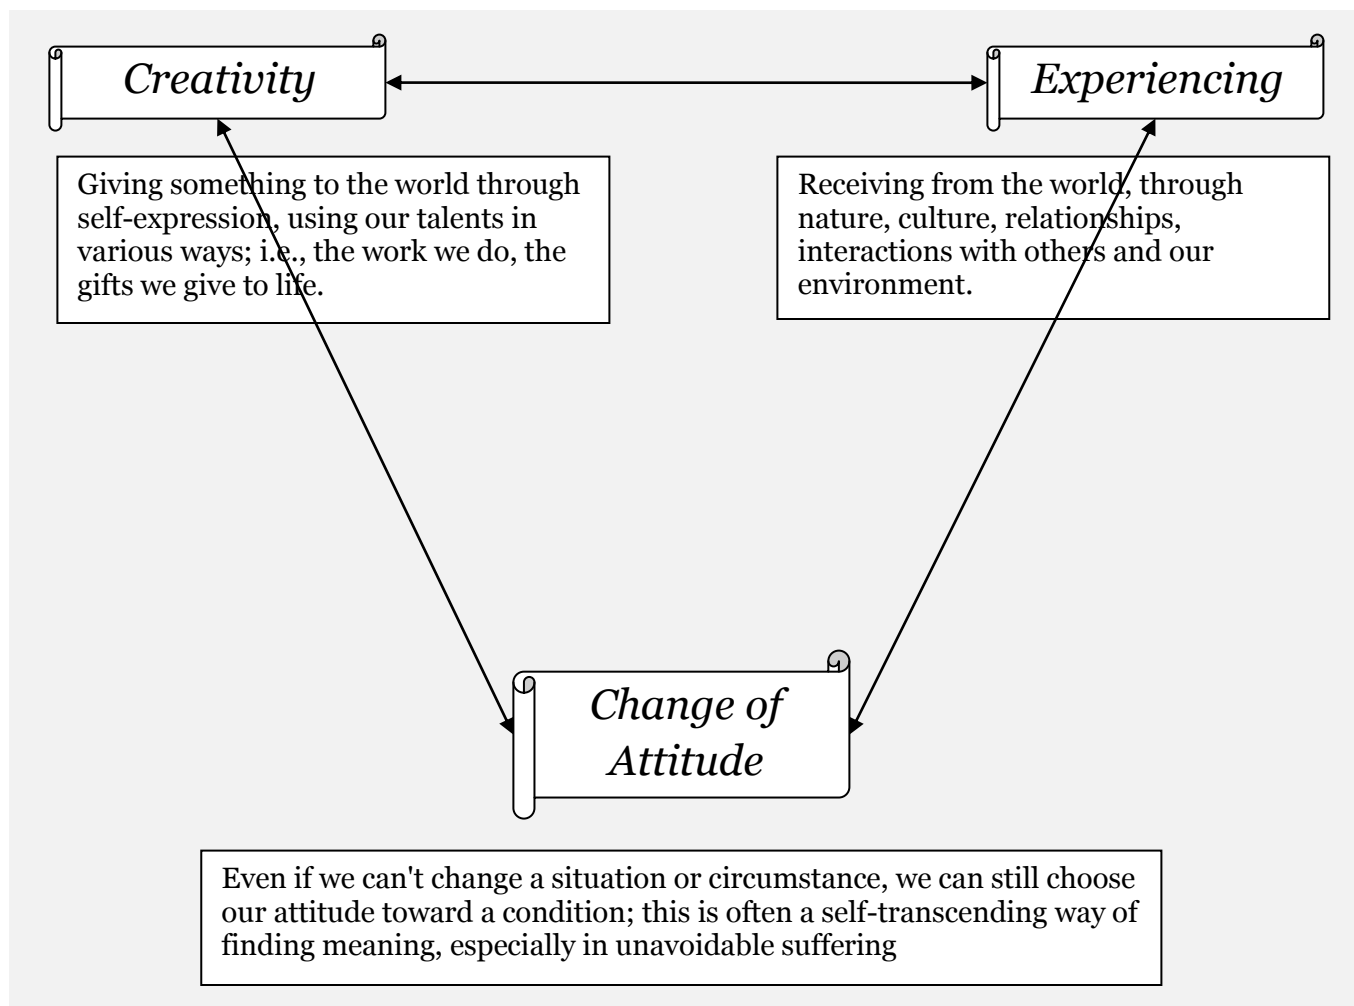 Creativity
Experiencing
Giving something to the world through
self-expression, using our talents in
various ways; i.e., the work we do, the
gifts we give to life.
Receiving from the world, through
nature, culture, relationships,
interactions with others and our
environment.
Change of
Attitude
Even if we can't change a situation or circumstance, we can still choose
our attitude toward a condition; this is often a self-transcending way of
finding meaning, especially in unavoidable suffering